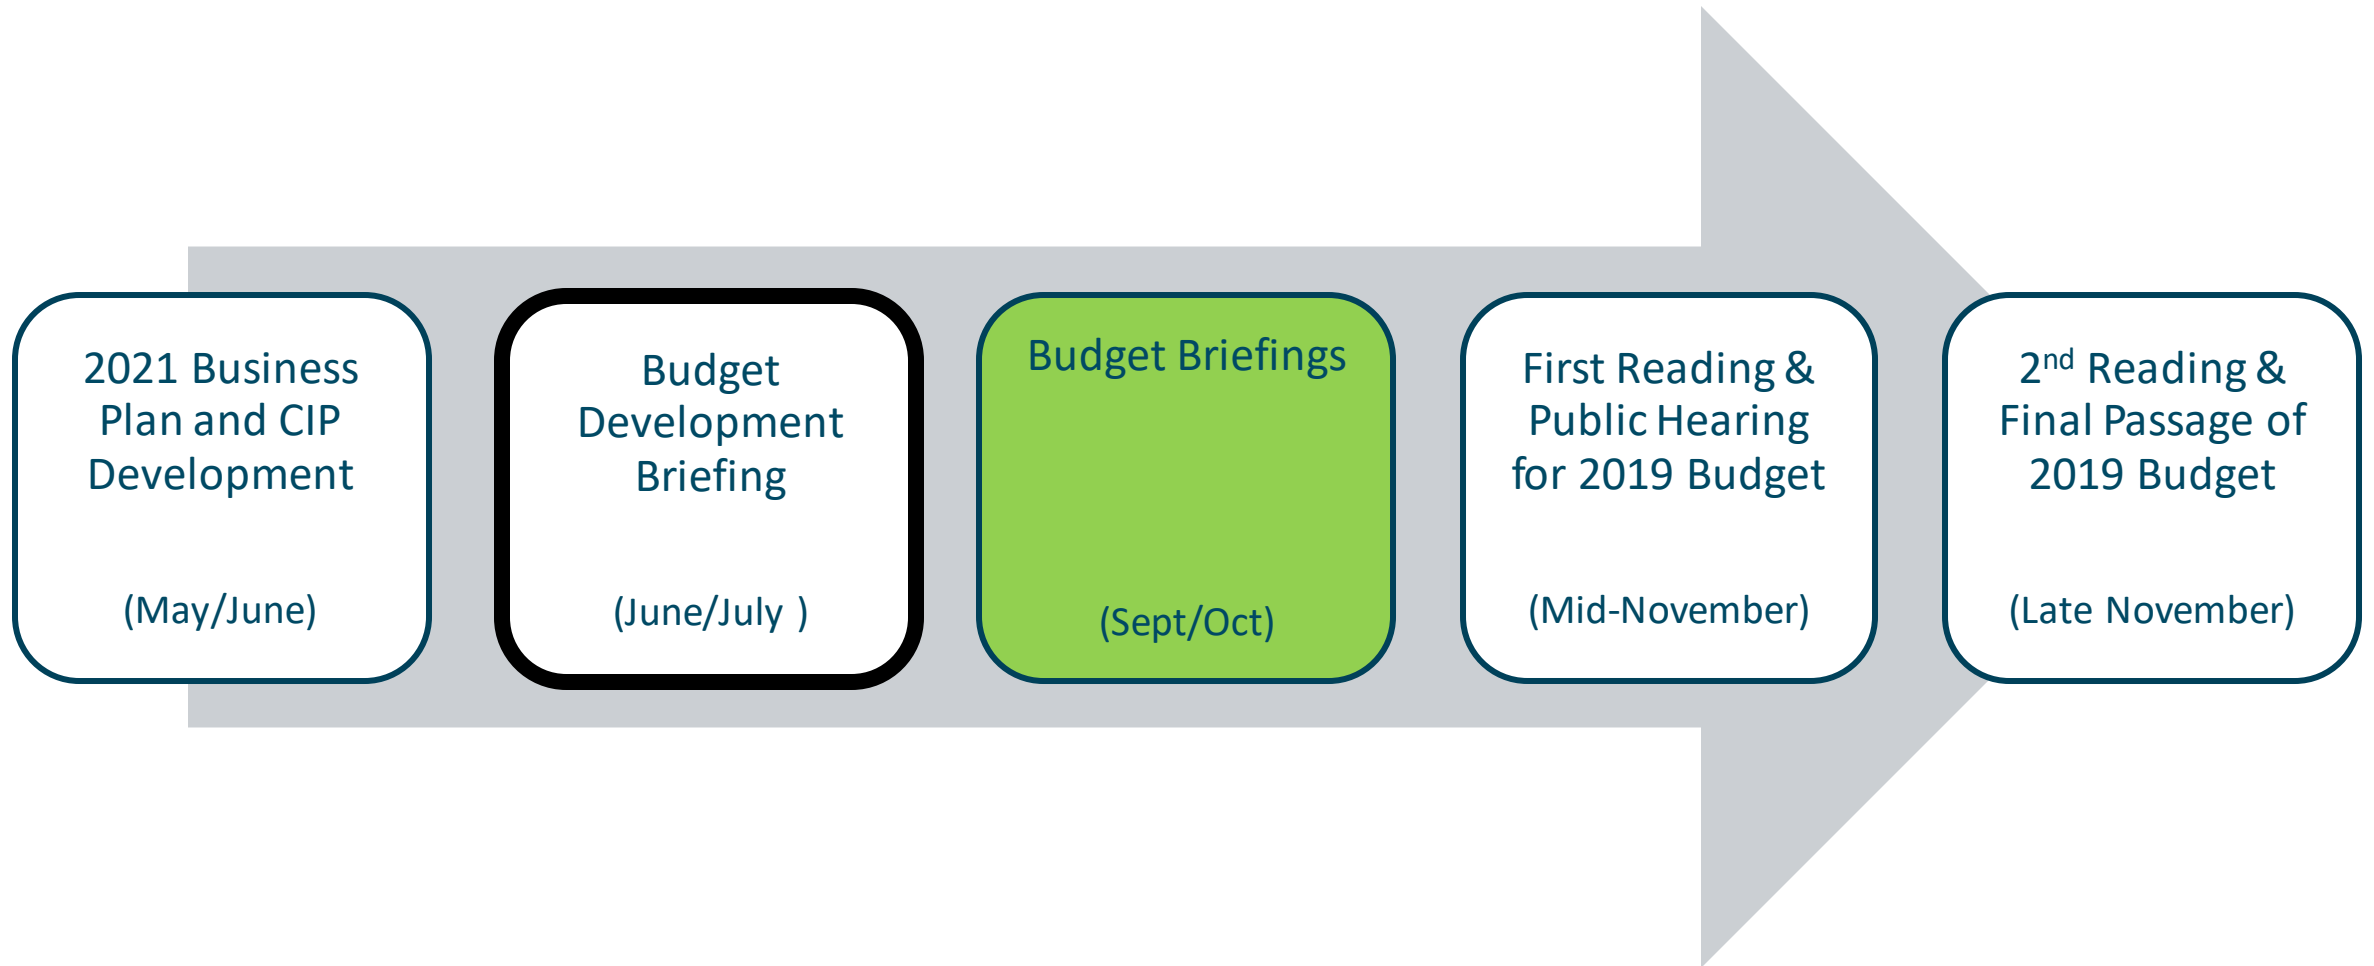 2021 Business
Plan and CIP
Development
(May/June)
Budget
Development
Briefing
(June/July )
Budget Briefings
(Sept/Oct)
First Reading &
Public Hearing
for 2019 Budget
(Mid-November)
2nd Reading &
Final Passage of
2019 Budget
(Late November)